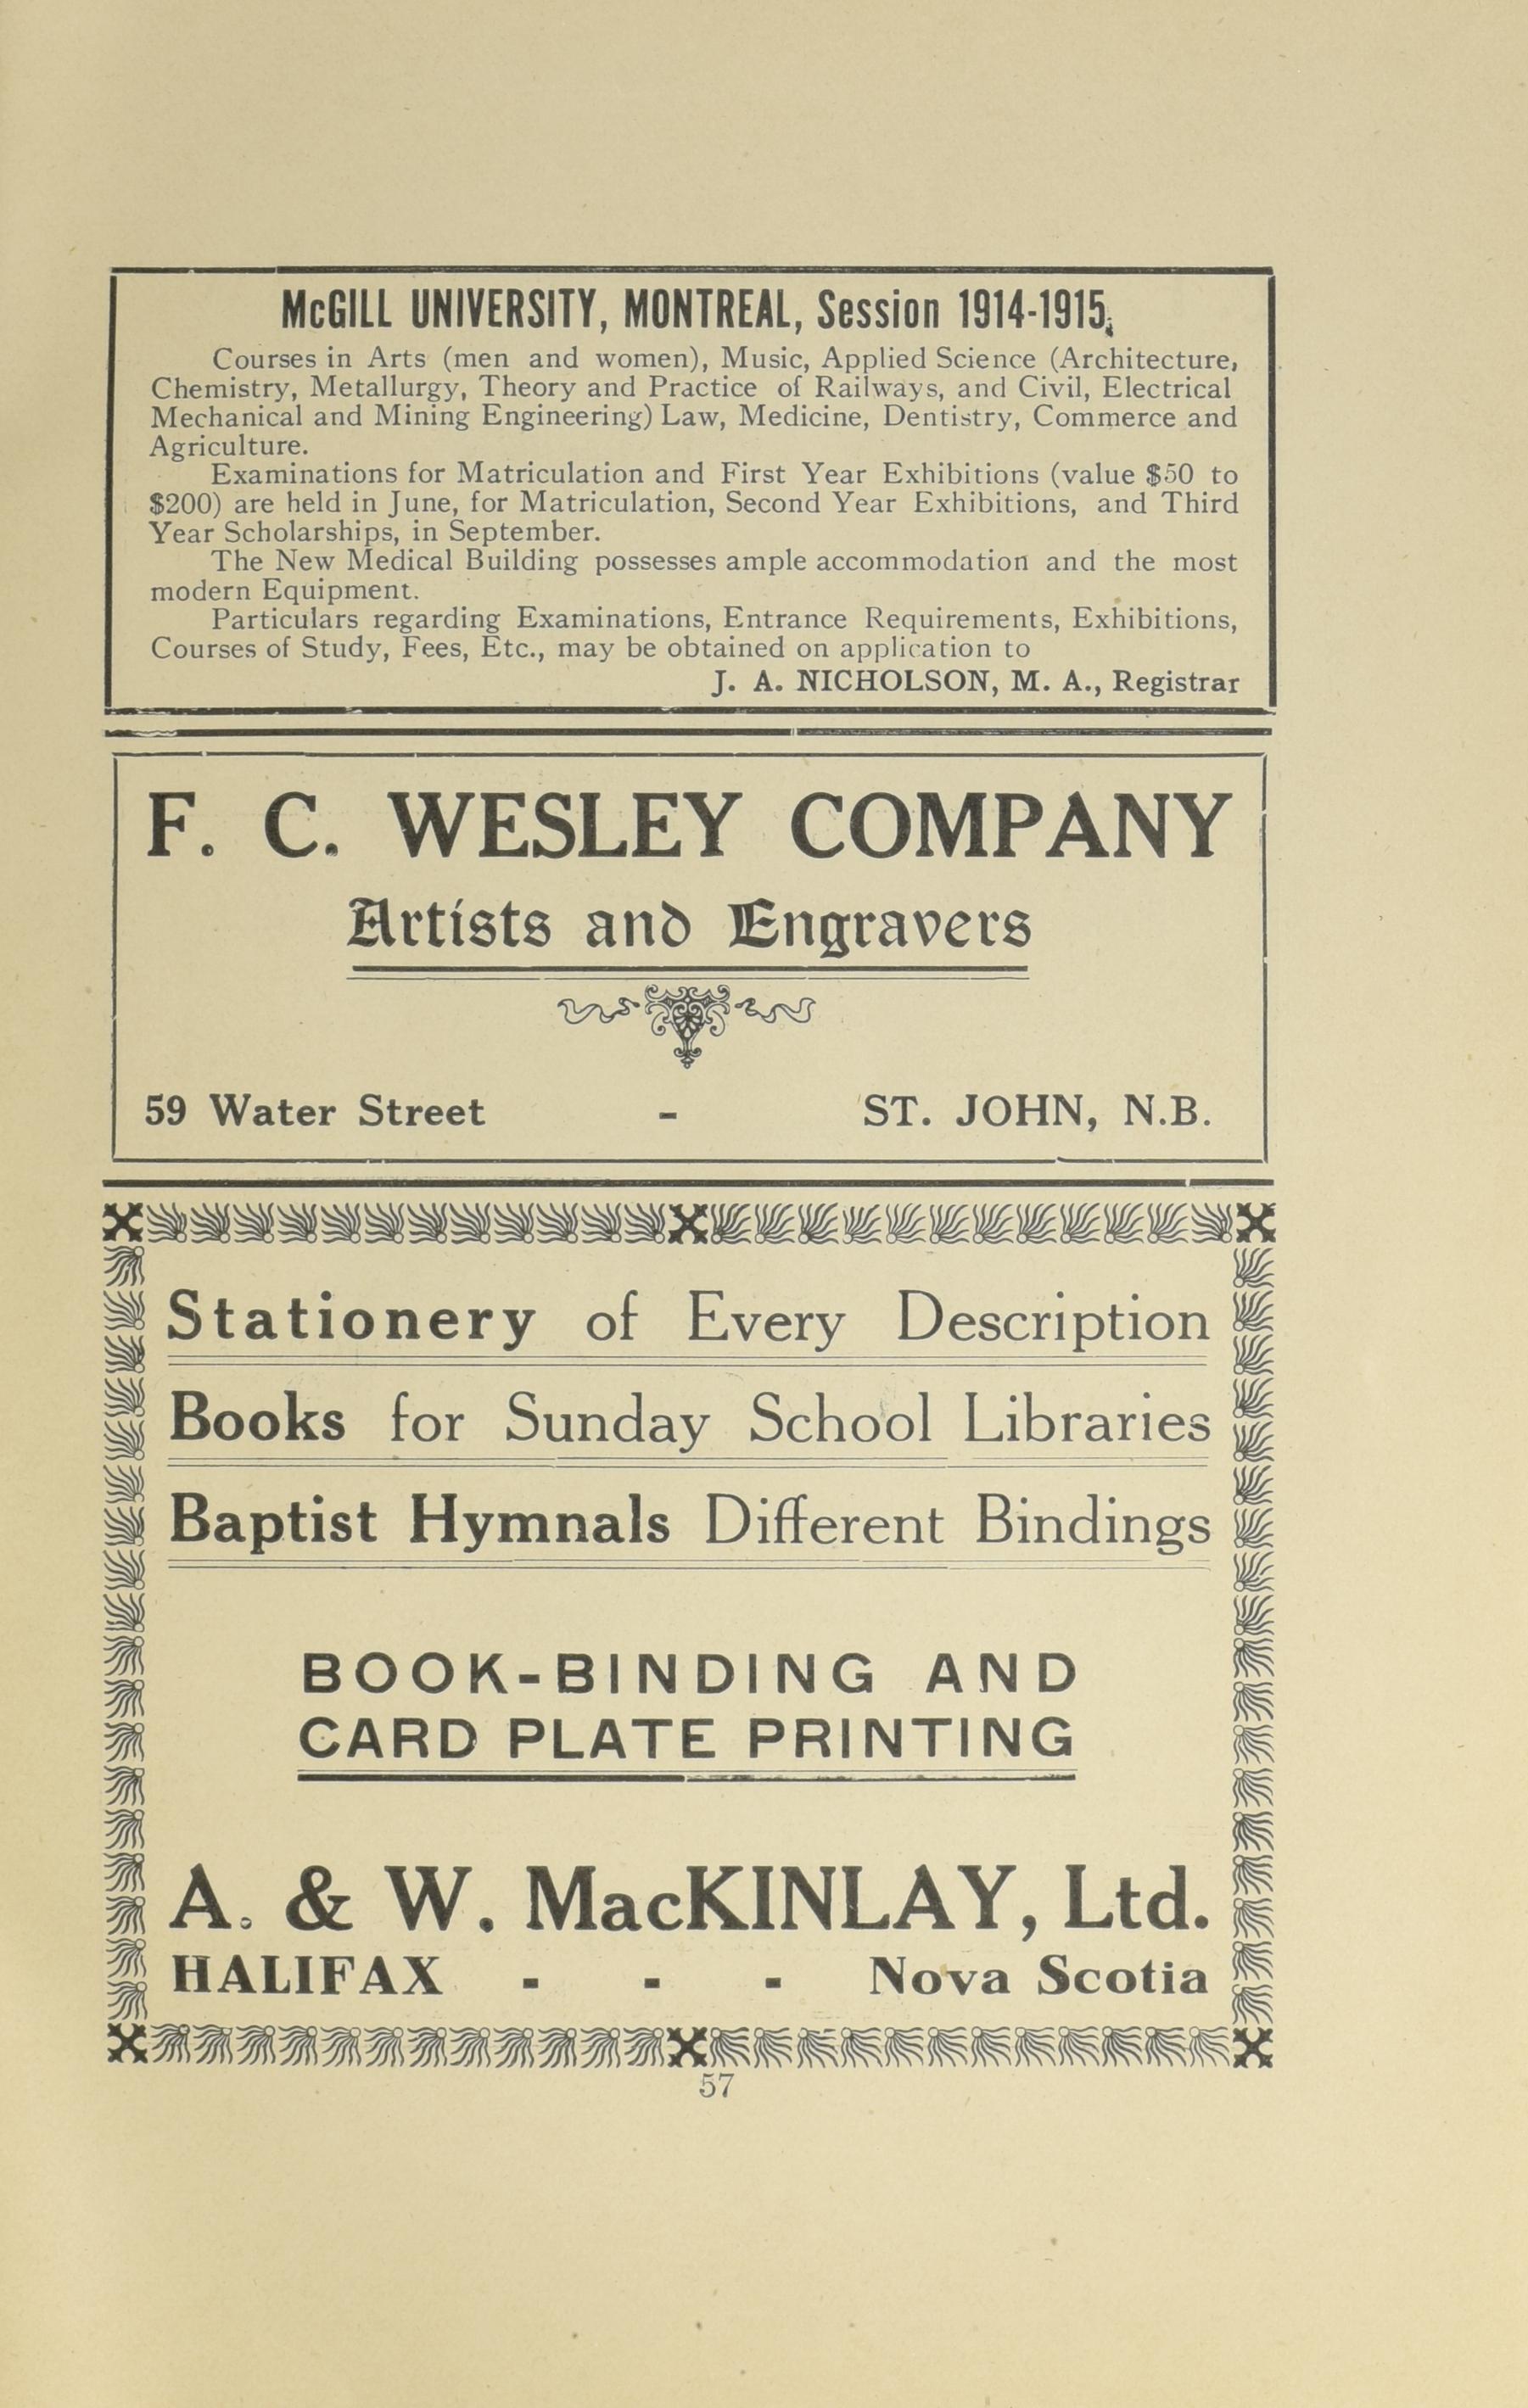 McGILL UNIVERSITY, MONTREAL, Session 1914-1915.
Courses in Arts (men and women), Music, Applied Science (Architecture,
Chemistry, Metallurgy, Theory and Practice of Railways, and Civil, Electrical
Mechanical and Mining Engineering) Law, Medicine, Dentistry, Commerce and
Agriculture.
Examinations for Matriculation and First Year Exhibitions (value $50 to
$200) are held in June, for Matriculation, Second Year Exhibitions, and Third
Year Scholarships, in September.
The New Medical Building possesses ample accommodation and the most
modern Equipment.
Particulars regarding Examinations, Entrance Requirements, Exhibitions,
Courses of Study, Fees, Etc., may be obtained on application to
J. A. NICHOLSON, M. A., Registrar
F. C. WESLEY COMPANY
Artists and Engravers
59 Water Street - ST. JOHN, N.B.
Stationery of Every Description
Books for Sunday School Libraries
Baptist Hymnals Different Bindings
BOOK-BINDING AND
CARD PLATE PRINTING
A. & W. MacKINLAY, Ltd.
HALIFAX - - - Nova Scotia
57